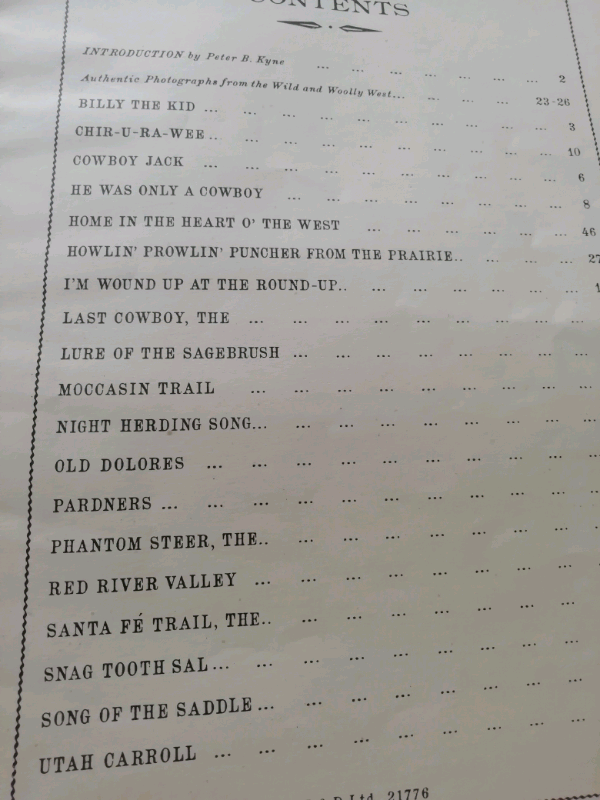 CONTENTS
INTRODUCTION by Peter B. Kyne ... ... ... ... ... ... ... 2
Authentic Photographs from the Wild and Woolly West... ... ... ... 23-26
BILLY THE KID ... ... ... ... ... ... ... ... ... 3
CHIR-U-RA-WEE .. ... ... ... ... ... ... ... ... 10
COWBOY JACK ... ... ... ... ... ... ... ... ... 6
HE WAS ONLY A COWBOY ... ... ... ... ... ... ... 8
HOME IN THE HEART O' THE WEST ... ... ... ... ... 46
HOWLIN' PROWLIN' PUNCHER FROM THE PRAIRIE.. ... ... ... 27
I'M WOUND UP AT THE ROUND-UP.. ... ... ... ... ...
LAST COWBOY, THE ... ... ... ... ... ... ... ...
LURE OF THE SAGEBRUSH ... ... ... ... ... ... ...
MOCCASIN TRAIL ... ... ... ... ... ... ... ...
NIGHT HERDING SONG... ... ... ... ... ... ... ...
OLD DOLORES ... ... ... ... ... ... ... ... ...
PARDNERS ... ... ... ... ... ... ... ... ... ...
PHANTOM STEER, THE.. ... ... ... ... ... ... ...
RED RIVER VALLEY ... ... ... ... ... ... ... ...
SANTA FÉ TRAIL, THE.. ... ... ... ... ... ... ...
SNAG TOOTH SAL... ... ... ... ... ... ... ... ...
SONG OF THE SADDLE... ... ... ... ... ... ... ...
UTAH CARROLL ... ... ... ... ... ... ... ... ...
Ltd. 21776